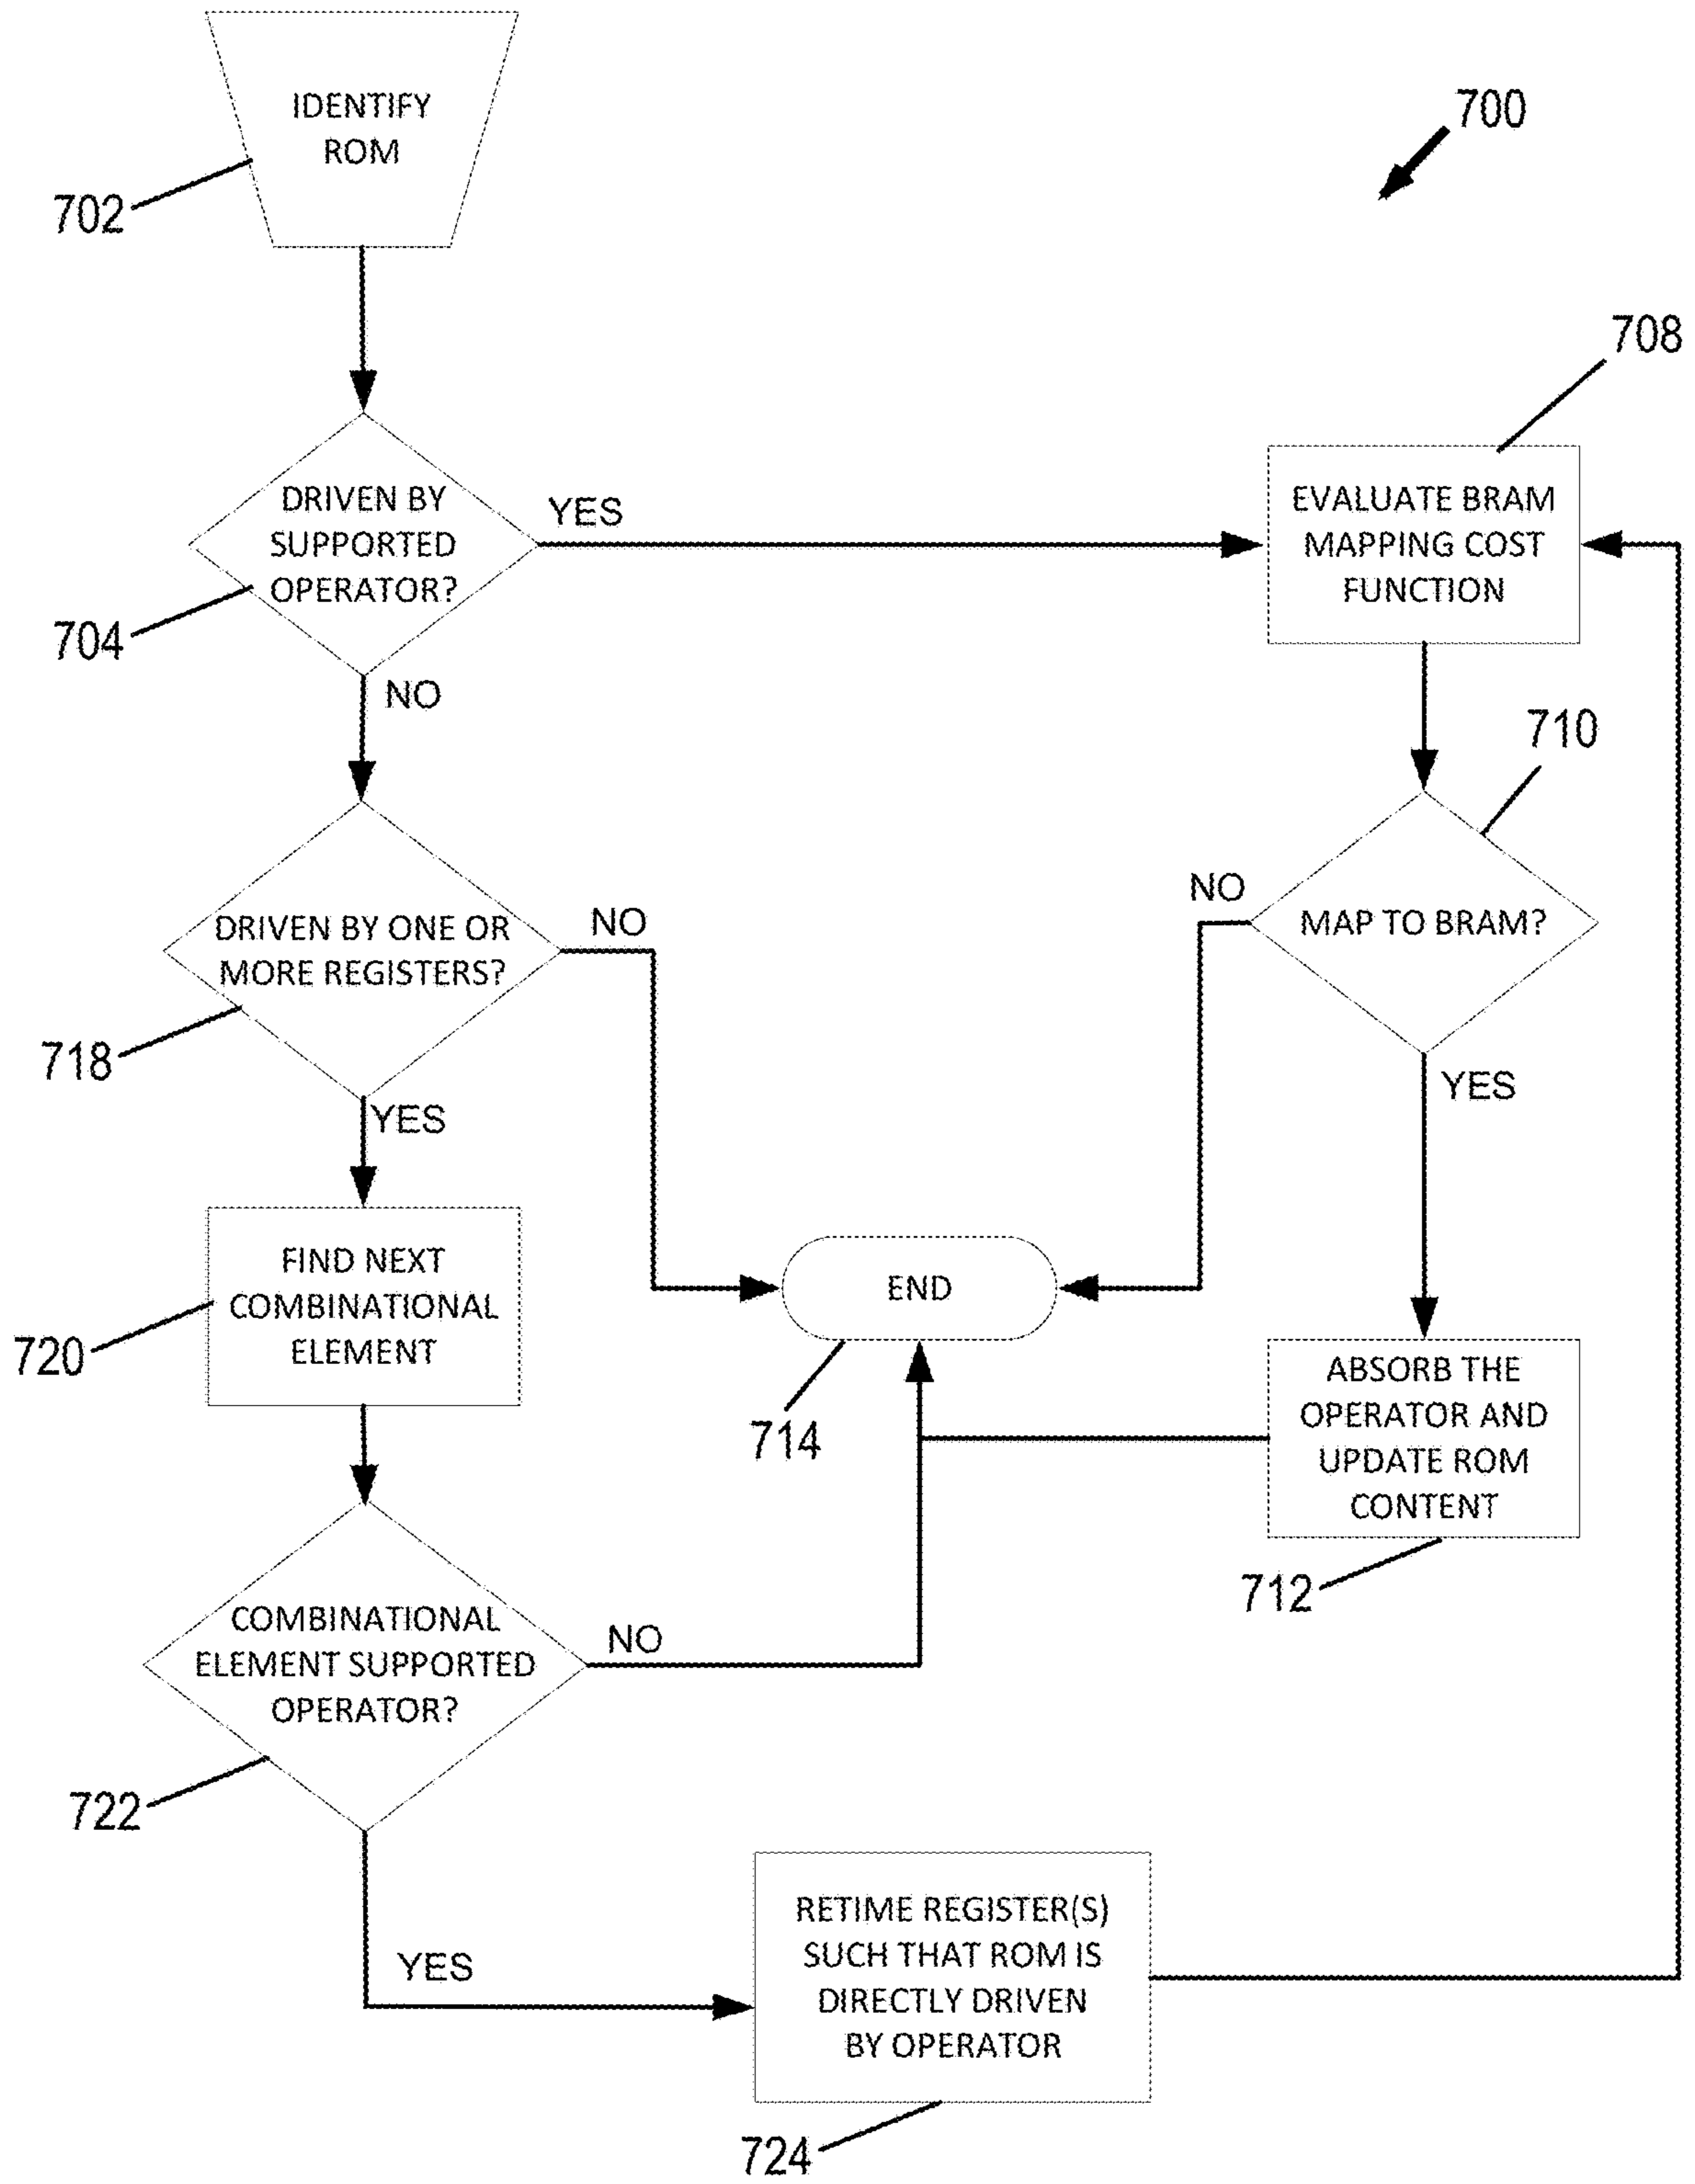 IDENTIFY
ROM
700
702
708
DRIVEN BY
SUPPORTED
OPERATOR?
YES
704
NO
EVALUATE BRAM
MAPPING COST
FUNCTION
710
DRIVEN BY ONE OR
MORE REGISTERS?
NO
718
YES
NO
MAP TO BRAM?
YES
FIND NEXT
COMBINATIONAL
ELEMENT
720
END
714
ABSORB THE
OPERATOR AND
UPDATE ROM
CONTENT
712
COMBINATIONAL
ELEMENT SUPPORTED
OPERATOR?
NO
722
YES
RETIME REGISTER(S)
SUCH THAT ROM IS
DIRECTLY DRIVEN
BY OPERATOR
724